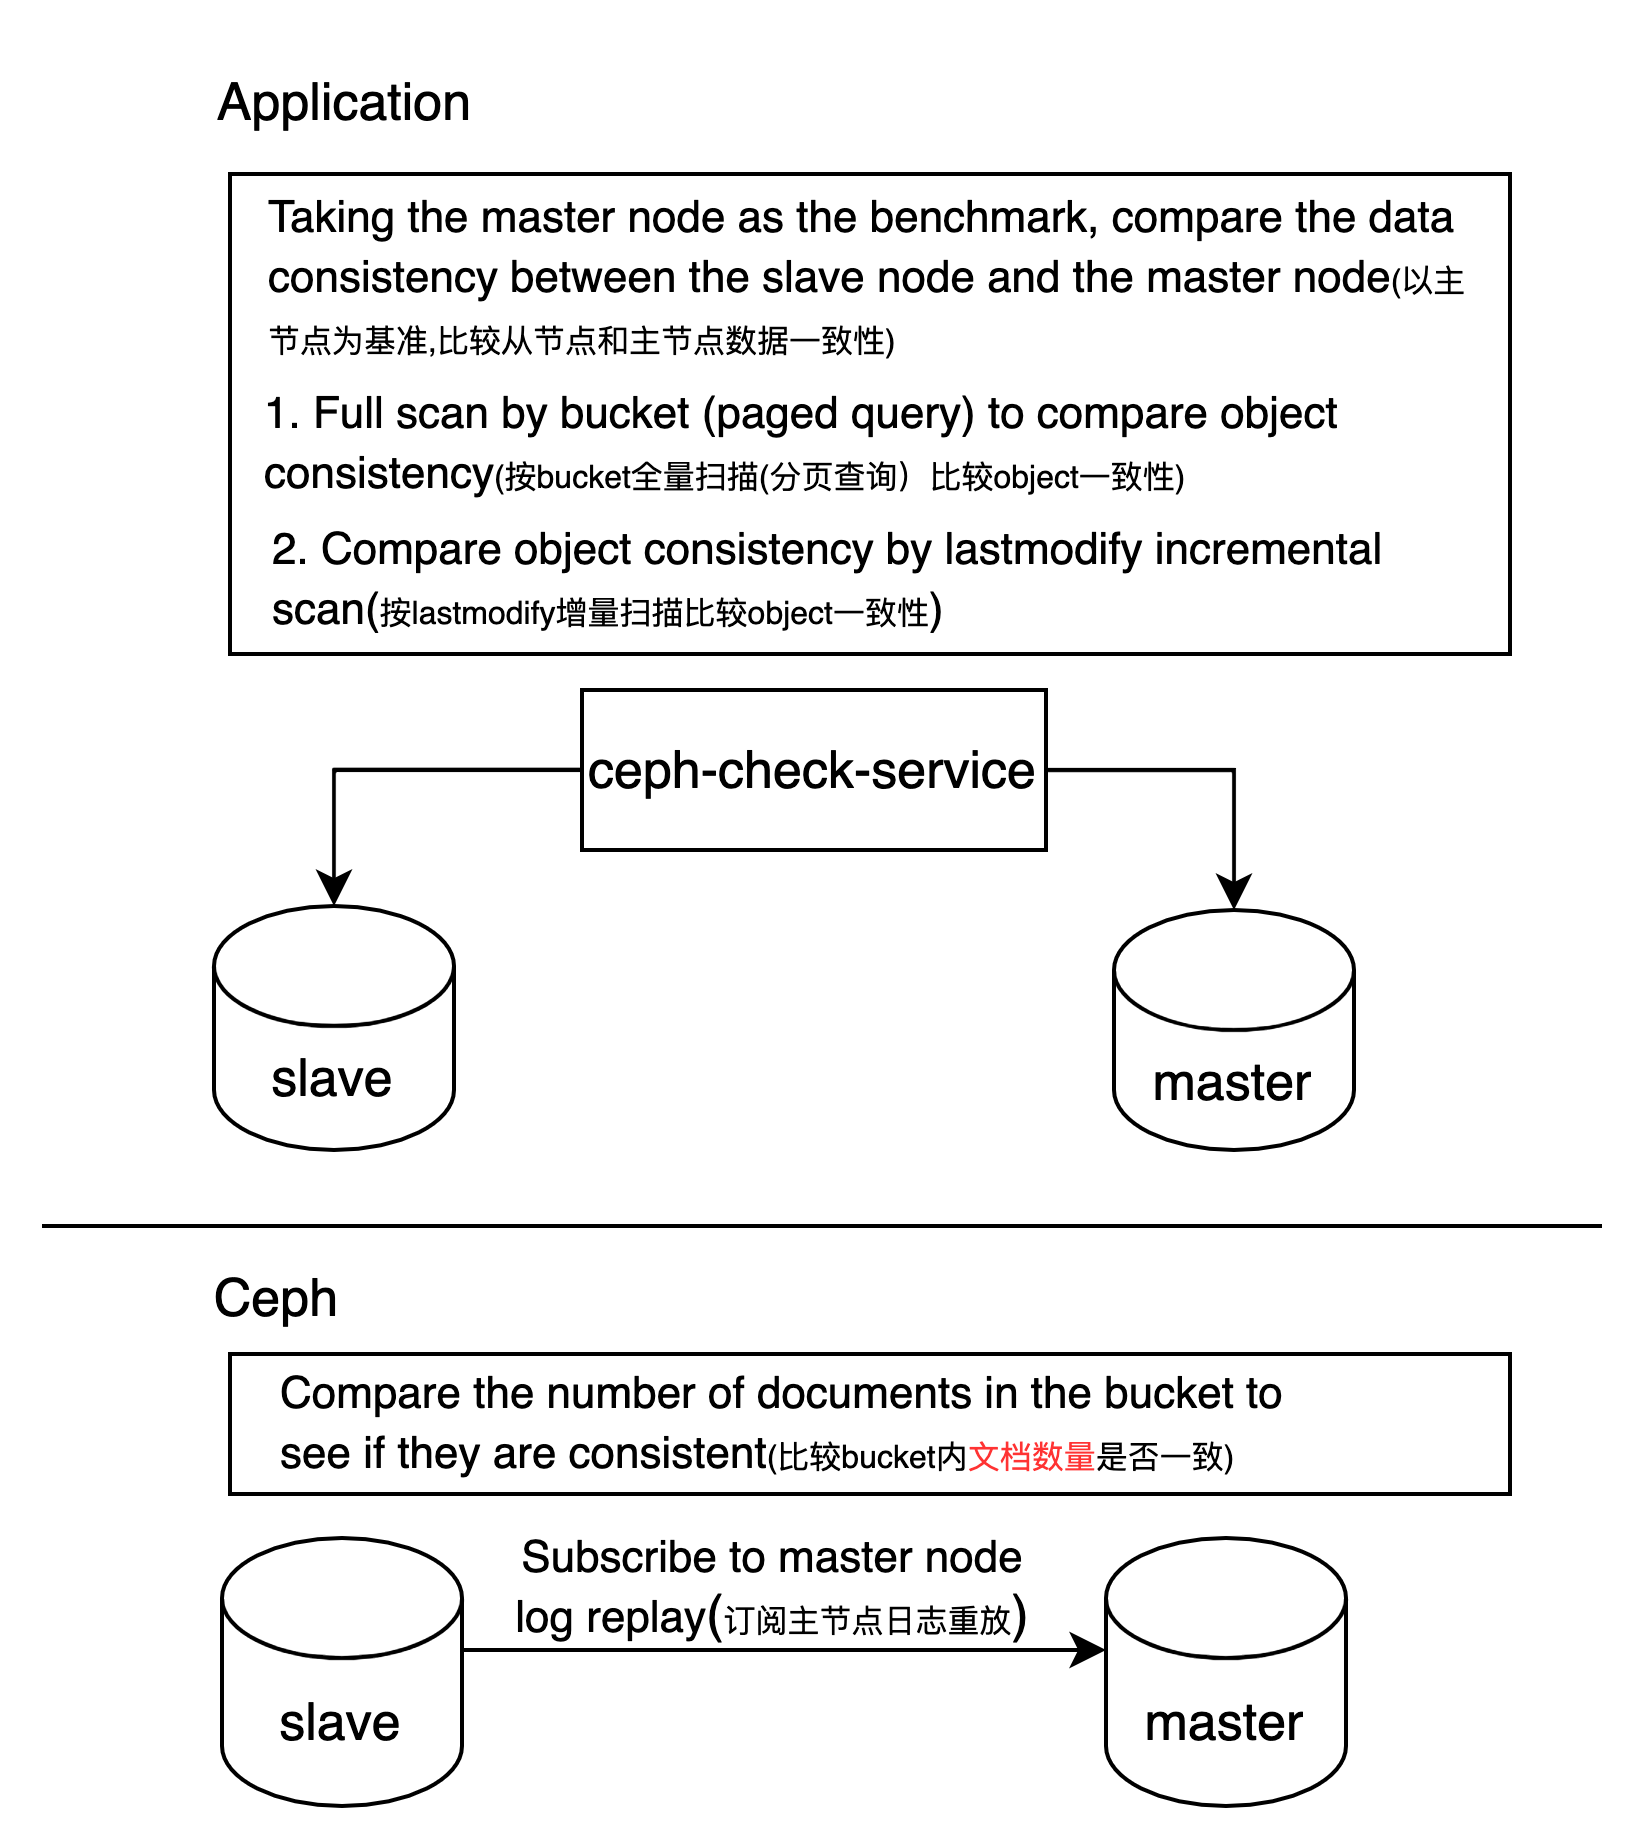 Application
Taking the master node as the benchmark, compare the data
consistency between the slave node and the master node(以主
节点为基准,比较从节点和主节点数据一致性)
1. Full scan by bucket (paged query) to compare object
consistency(按bucket全量扫描(分页查询）比较object一致性)
2. Compare object consistency by lastmodify incremental
scan(按lastmodify增量扫描比较object一致性)
ceph-check-service
slave
master
Ceph
Compare the number of documents in the bucket to
see if they are consistent(比较bucket内文档数量是否一致)
Subscribe to master node
log replay(订阅主节点日志重放)
slave
master